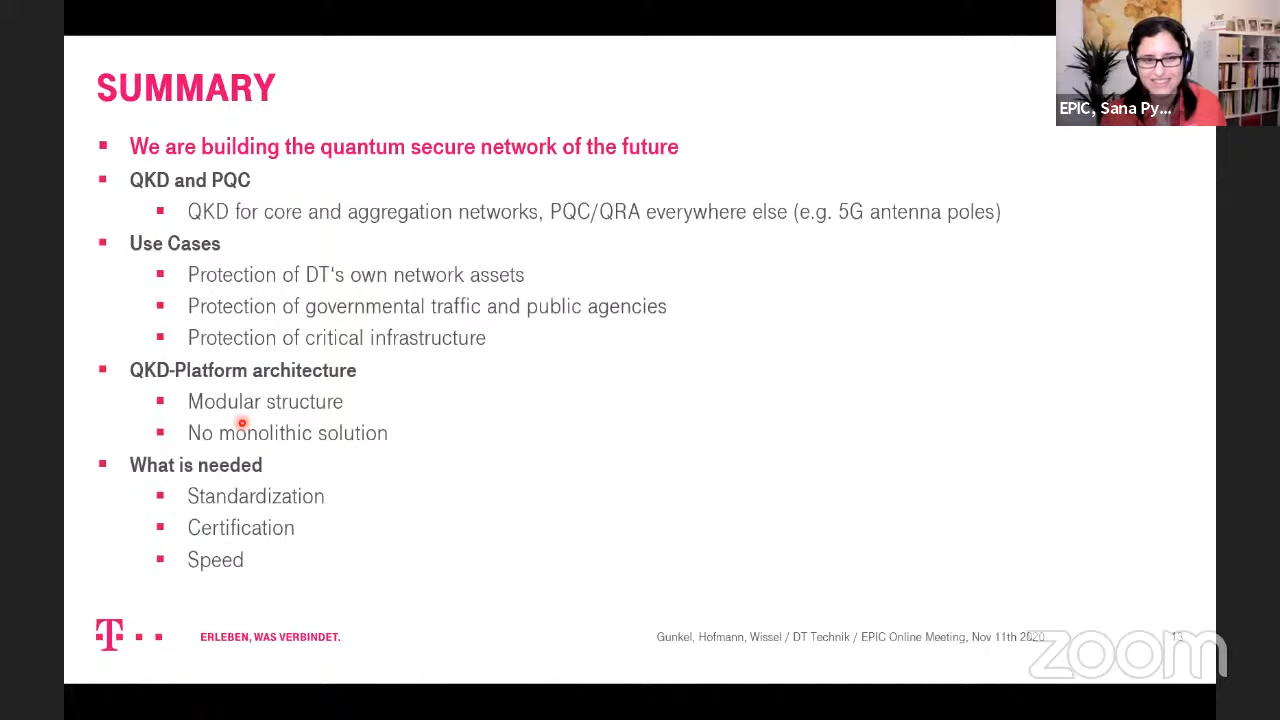 SUMMARY
EPIC, Sana Py...
We are building the quantum secure network of the future
QKD and PQC
QKD for core and aggregation networks, PQC/QRA everywhere else (e.g. 5G antenna poles)
Use Cases
Protection of DT‘s own network assets
Protection of governmental traffic and public agencies
Protection of critical infrastructure
QKD-Platform architecture
Modular structure
No monolithic solution
What is needed
Standardization
Certification
Speed
T
ERLEBEN, WAS VERBINDET.
Gunkel, Hofmann, Wissel / DT Technik / EPIC Online Meeting, Nov 11th 2020
13
zoom